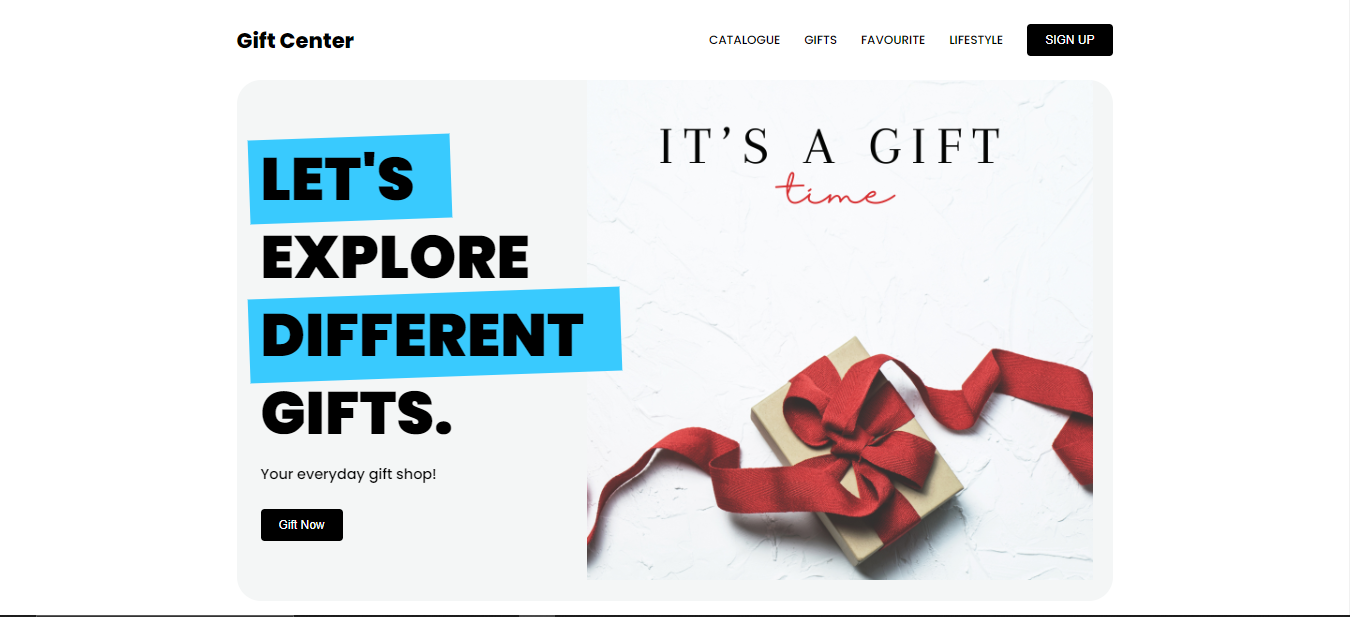 Gift Center
CATALOGUE GIFTS FAVOURITE LIFESTYLE SIGN UP
LET'S
EXPLORE
DIFFERENT
GIFTS.
Your everyday gift shop!
Gift Now
IT’S A GIFT
time